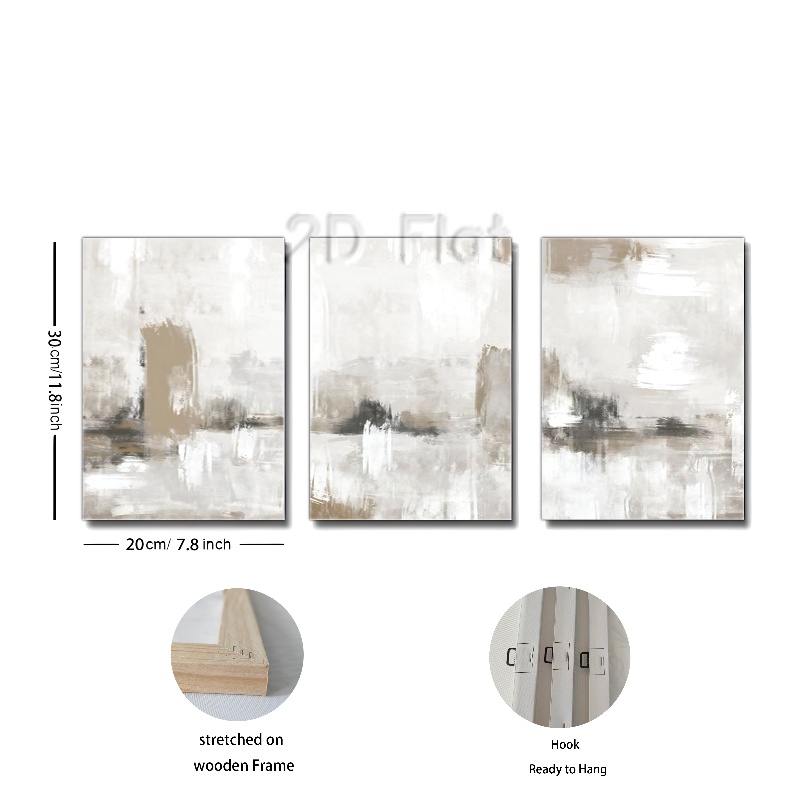 2D Flat
30cm/11.8inch
20cm/ 7.8 inch
stretched on
wooden Frame
Hook
Ready to Hang